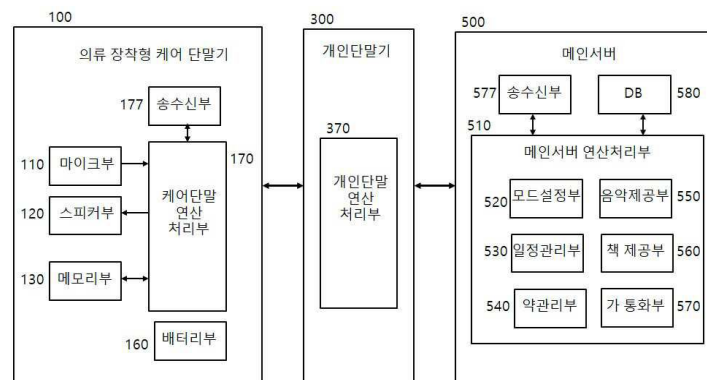 100
의류 장착형 케어 단말기
177
송수신부
170
110
마이크부
120
스피커부
130
메모리부
케어단말
연산
처리부
160
배터리부
300
개인단말기
370
개인단말
연산
처리부
500
메인서버
577
송수신부
DB
580
510
메인서버 연산처리부
520
모드설정부
음악제공부
550
530
일정관리부
책 제공부
560
540
약관리부
가 통화부
570